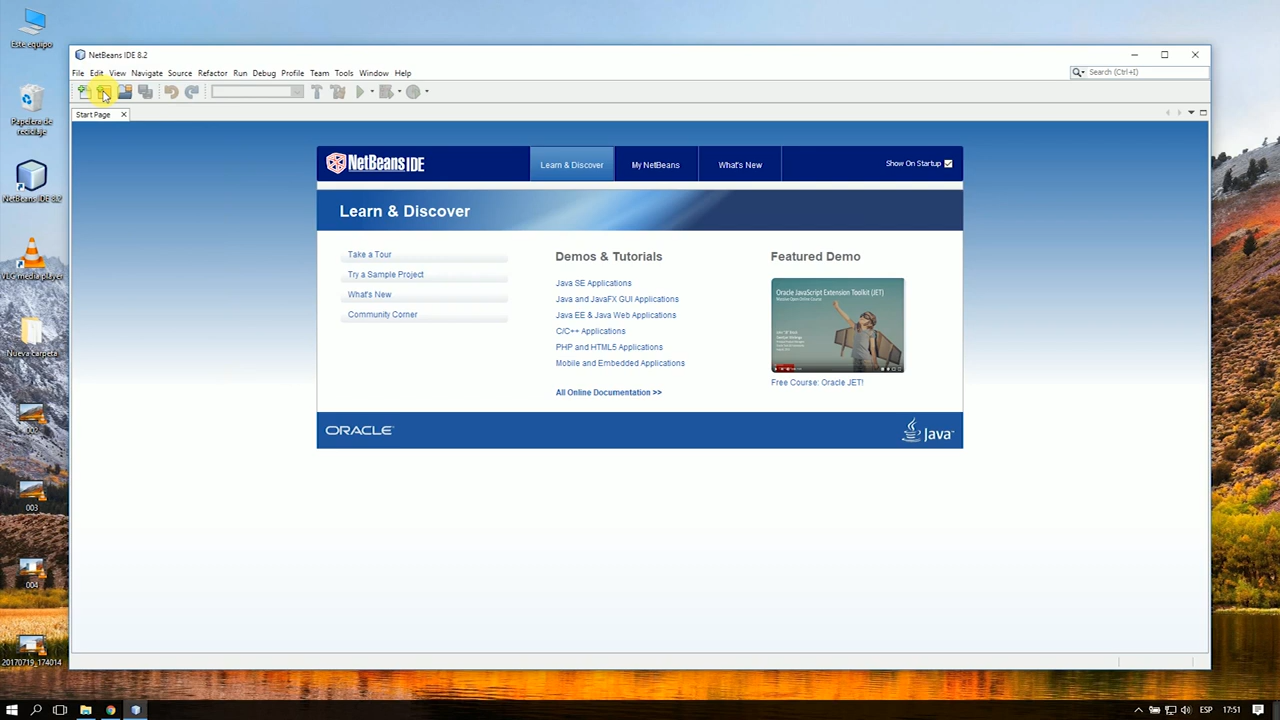 Este equipo
Papelera de
reciclaje
NetBeans IDE 8.2
VLC media player
Nueva carpeta
003
004
20170719_174014
NetBeans IDE 8.2
File Edit View Navigate Source Refactor Run Debug Profile Team Tools Window Help
Search (Ctrl+I)
Start Page
NetBeans IDE
Learn & Discover
My NetBeans
What's New
Show On Startup
Learn & Discover
Take a Tour
Try a Sample Project
What's New
Community Corner
Demos & Tutorials
Java SE Applications
Java and JavaFX GUI Applications
Java EE & Java Web Applications
C/C++ Applications
PHP and HTML5 Applications
Mobile and Embedded Applications
All Online Documentation >>
Featured Demo
Oracle JavaScript Extension Toolkit (JET)
Free Course: Oracle JET!
ORACLE
Java
ESP
17:51